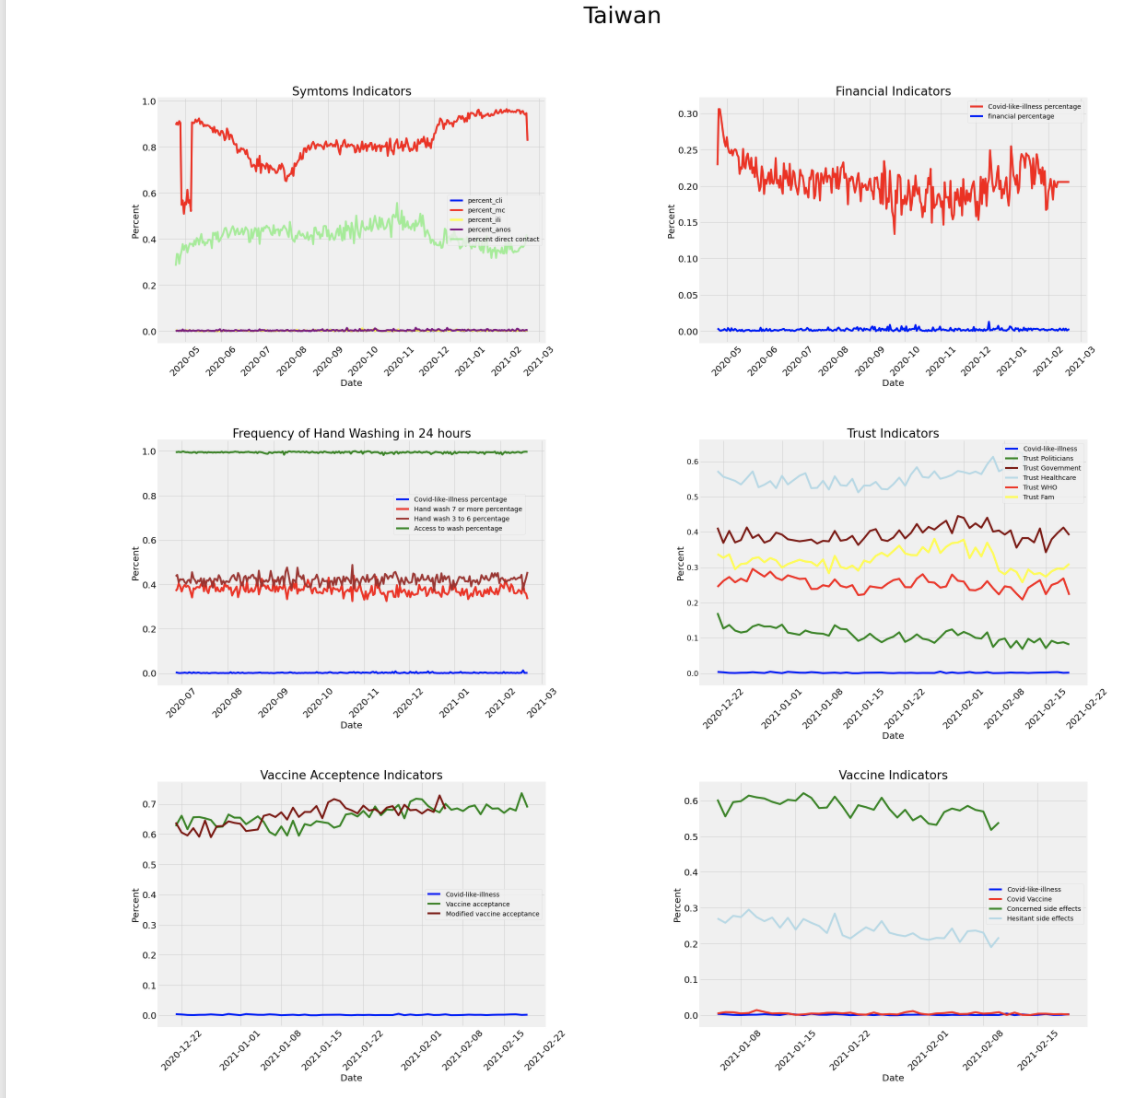 Taiwan
Symtoms Indicators
1.0
0.8
0.6
0.4
0.2
0.0
Percent
percent_cli
percent_mc
percent_ili
percent_anos
percent direct contact
2020-05
2020-06
2020-07
2020-08
2020-09
2020-10
2020-11
2020-12
2021-01
2021-02
2021-03
Date
Financial Indicators
0.30
0.25
0.20
0.15
0.10
0.05
0.00
Percent
Covid-like-illness percentage
financial percentage
2020-05
2020-06
2020-07
2020-08
2020-09
2020-10
2020-11
2020-12
2021-01
2021-02
2021-03
Date
Frequency of Hand Washing in 24 hours
1.0
0.8
0.6
0.4
0.2
0.0
Percent
Covid-like-illness percentage
Hand wash 7 or more percentage
Hand wash 3 to 6 percentage
Access to wash percentage
2020-07
2020-08
2020-09
2020-10
2020-11
2020-12
2021-01
2021-02
2021-03
Date
Trust Indicators
0.6
0.5
0.4
0.3
0.2
0.1
0.0
Percent
Covid-like-illness
Trust Politicians
Trust Government
Trust Healthcare
Trust WHO
Trust Fam
2020-12-22
2021-01-01
2021-01-08
2021-01-15
2021-01-22
2021-02-01
2021-02-08
2021-02-15
2021-02-22
Date
Vaccine Acceptence Indicators
0.7
0.6
0.5
0.4
0.3
0.2
0.1
0.0
Percent
Covid-like-illness
Vaccine acceptance
Modified vaccine acceptance
2020-12-22
2021-01-01
2021-01-08
2021-01-15
2021-01-22
2021-02-01
2021-02-08
2021-02-15
2021-02-22
Date
Vaccine Indicators
0.6
0.5
0.4
0.3
0.2
0.1
0.0
Percent
Covid-like-illness
Covid Vaccine
Concerned side effects
Hesitant side effects
2021-01-08
2021-01-15
2021-01-22
2021-02-01
2021-02-08
2021-02-15
Date